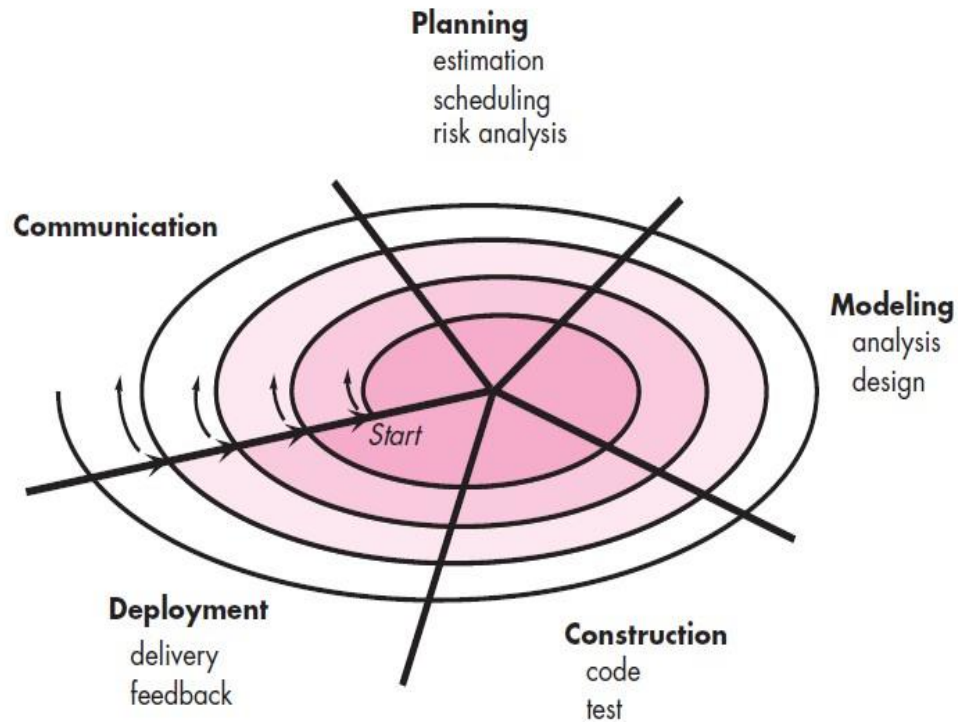 Planning
estimation
scheduling
risk analysis
Communication
Modeling
analysis
design
Start
Deployment
delivery
feedback
Construction
code
test